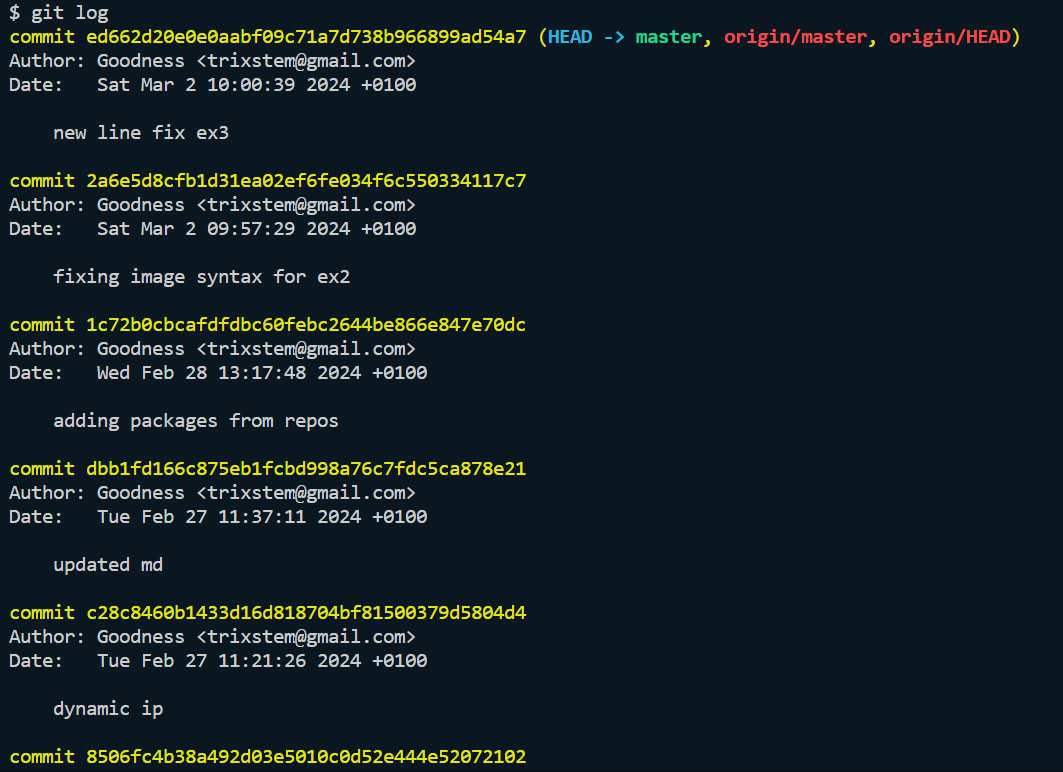 $ git log
commit ed662d20e0e0aabf09c71a7d738b966899ad54a7 (HEAD -> master, origin/master, origin/HEAD)
Author: Goodness <trixstem@gmail.com>
Date:   Sat Mar 2 10:00:39 2024 +0100

    new line fix ex3

commit 2a6e5d8cfb1d31ea02ef6fe034f6c550334117c7
Author: Goodness <trixstem@gmail.com>
Date:   Sat Mar 2 09:57:29 2024 +0100

    fixing image syntax for ex2

commit 1c72b0cbcafdfdbc60febc2644be866e847e70dc
Author: Goodness <trixstem@gmail.com>
Date:   Wed Feb 28 13:17:48 2024 +0100

    adding packages from repos

commit dbb1fd166c875eb1fcbd998a76c7fdc5ca878e21
Author: Goodness <trixstem@gmail.com>
Date:   Tue Feb 27 11:37:11 2024 +0100

    updated md

commit c28c8460b1433d16d818704bf81500379d5804d4
Author: Goodness <trixstem@gmail.com>
Date:   Tue Feb 27 11:21:26 2024 +0100

    dynamic ip

commit 8506fc4b38a492d03e5010c0d52e444e52072102